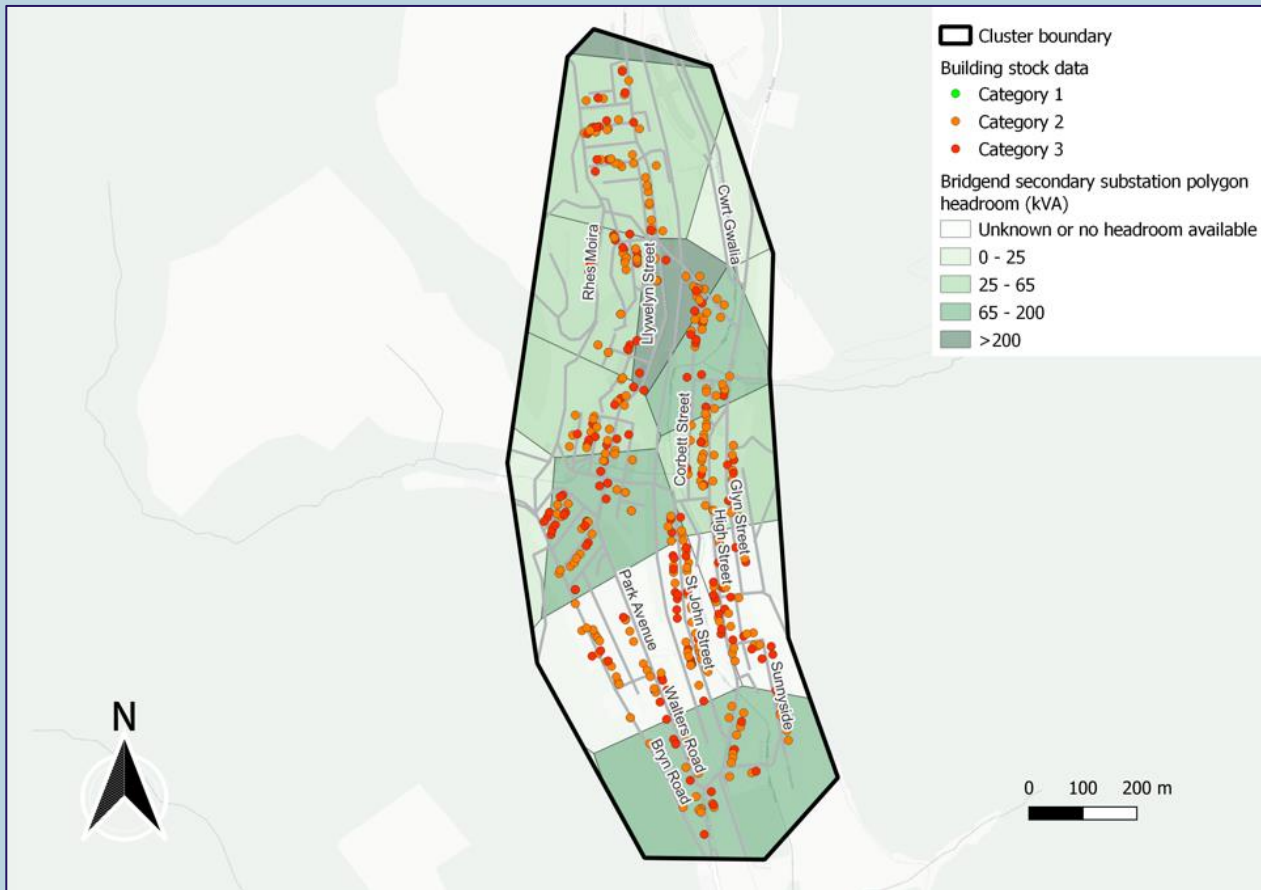 Cluster boundary
Building stock data
Category 1
Category 2
Category 3
Bridgend secondary substation polygon
headroom (kVA)
Unknown or no headroom available
0 - 25
25 - 65
65 - 200
>200
Cwrt Gwalia
Rhes Moira
Llywelyn Street
Corbett Street
Glyn Street
High Street
Park Avenue
St John Street
Sunnyside
Walters Road
Bryn Road
N
0 100 200 m